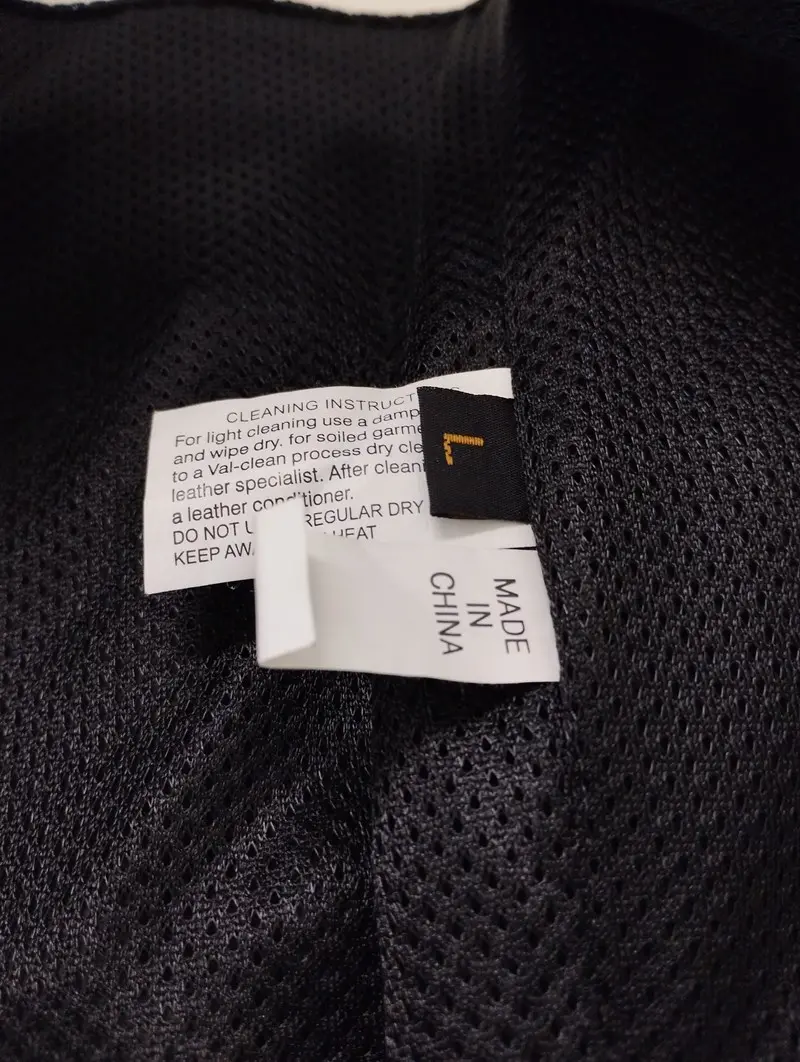 CLEANING INSTRUCT
For light cleaning use a damp
and wipe dry. for soiled garme
to a Val-clean process dry cle
leather specialist. After cleani
a leather conditioner.
DO NOT U REGULAR DRY
KEEP AW HEAT
L
MADE
IN
CHINA